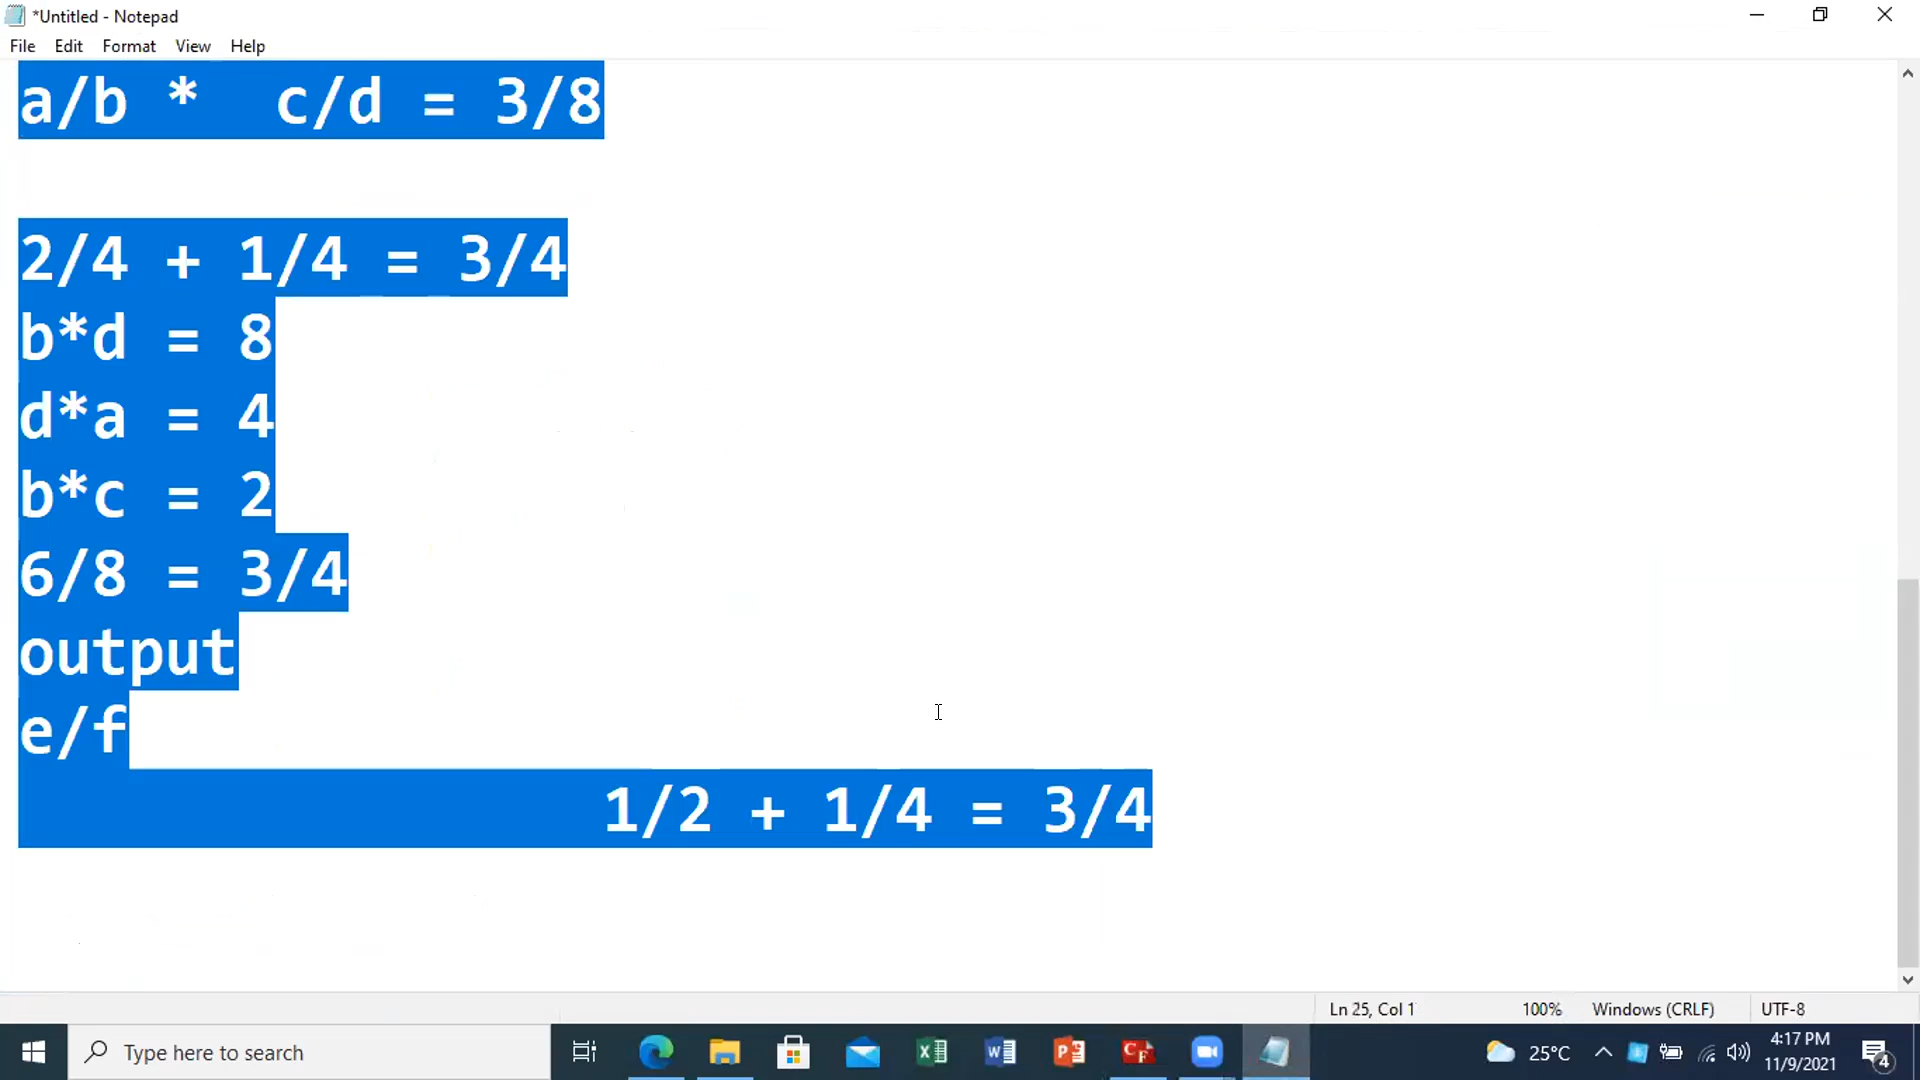 *Untitled - Notepad
File Edit Format View Help
a/b *  c/d = 3/8
2/4 + 1/4 = 3/4
b*d = 8
d*a = 4
b*c = 2
6/8 = 3/4
output
e/f
1/2 + 1/4 = 3/4
Ln 25, Col 1 100% Windows (CRLF) UTF-8
Type here to search 25°C 4:17 PM
11/9/2021 4